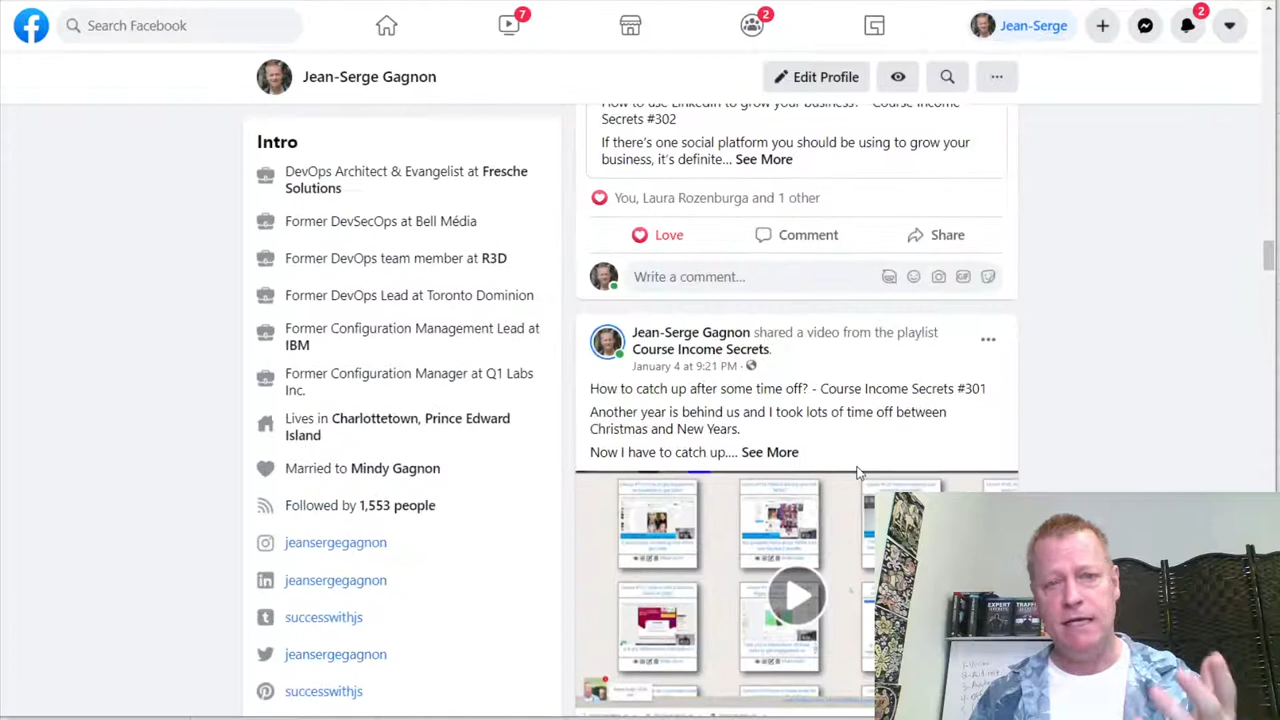 Search Facebook
7
2
Jean-Serge
2
Jean-Serge Gagnon
Edit Profile
Intro
DevOps Architect & Evangelist at Fresche
Solutions
Former DevSecOps at Bell Média
Former DevOps team member at R3D
Former DevOps Lead at Toronto Dominion
Former Configuration Management Lead at
IBM
Former Configuration Manager at Q1 Labs
Inc.
Lives in Charlottetown, Prince Edward
Island
Married to Mindy Gagnon
Followed by 1,553 people
jeansergegagnon
jeansergegagnon
successwithjs
jeansergegagnon
successwithjs
How to use LinkedIn to grow your business? - Course Income
Secrets #302
If there's one social platform you should be using to grow your
business, it's definite... See More
You, Laura Rozenburga and 1 other
Love
Comment
Share
Write a comment...
GIF
Jean-Serge Gagnon shared a video from the playlist
Course Income Secrets.
January 4 at 9:21 PM ·
How to catch up after some time off? - Course Income Secrets #301
Another year is behind us and I took lots of time off between
Christmas and New Years.
Now I have to catch up.... See More
EXPERT
TRAFFIC